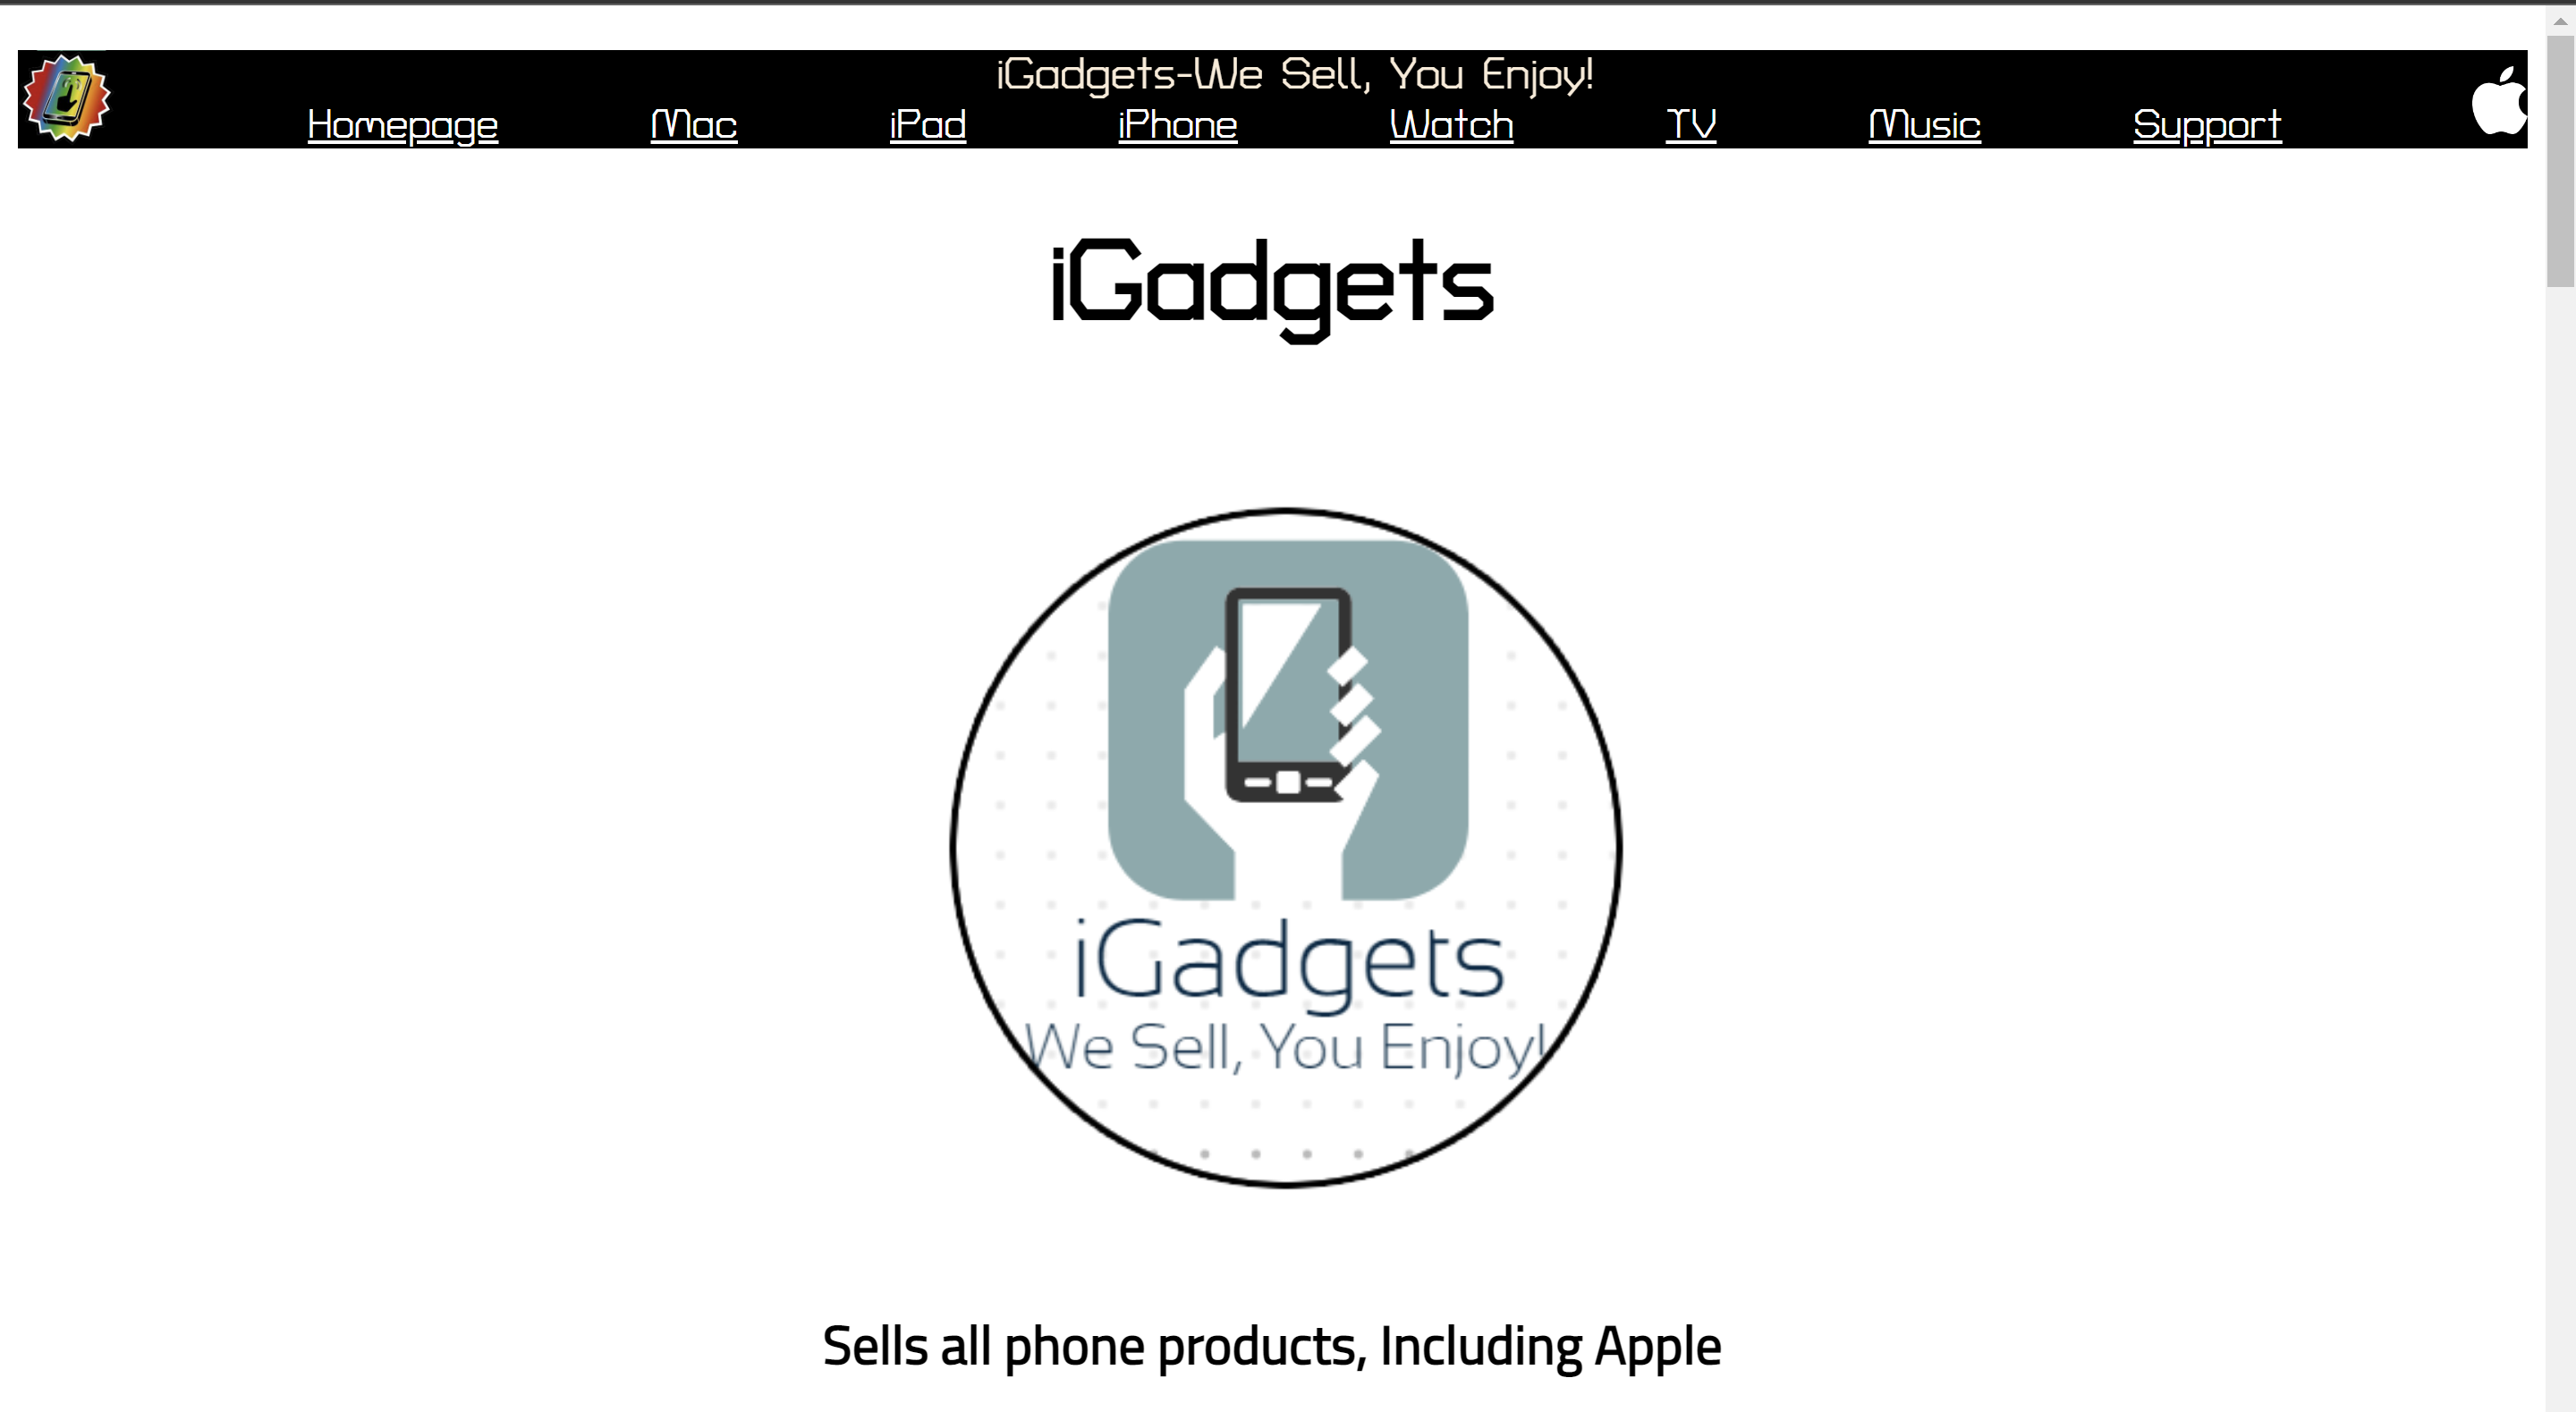 iGadgets-We Sell, You Enjoy!
Homepage Mac iPad iPhone Watch TV Music Support
iGadgets
iGadgets
We Sell, You Enjoy!
Sells all phone products, Including Apple